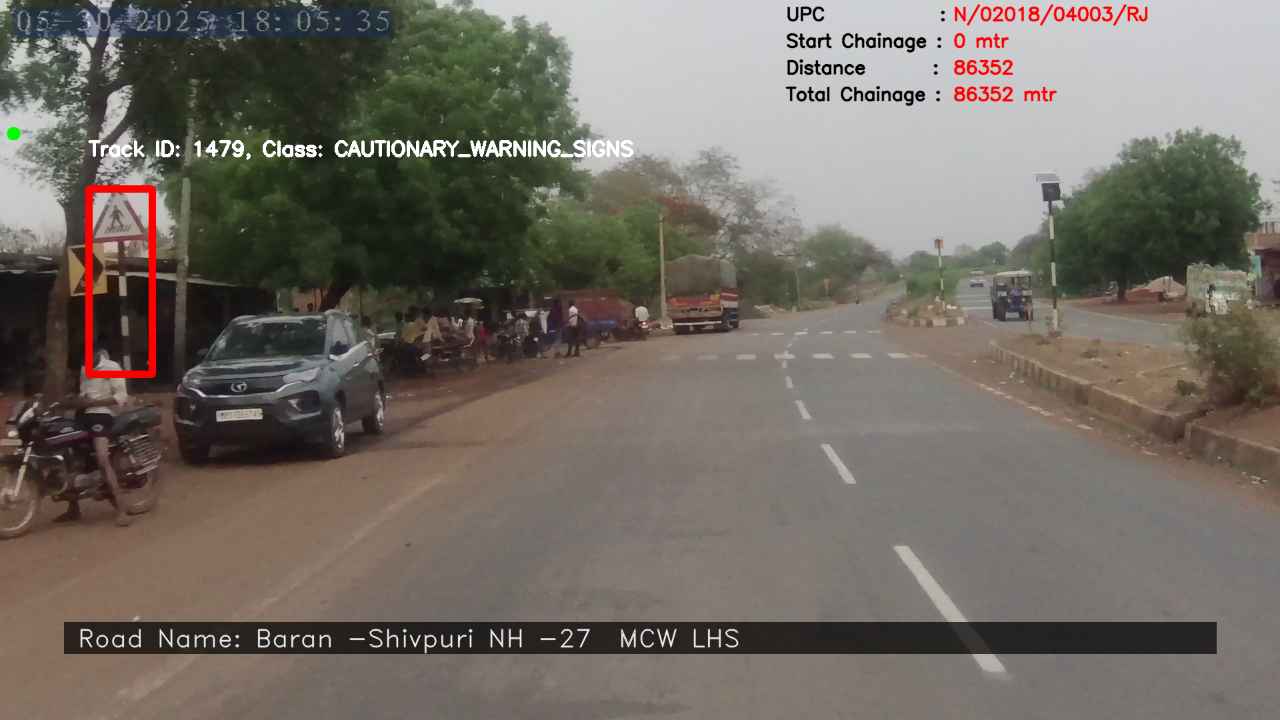 05-30-2025 18:05:35
UPC : N/02018/04003/RJ
Start Chainage : 0 mtr
Distance : 86352
Total Chainage : 86352 mtr
Track ID: 1479, Class: CAUTIONARY_WARNING_SIGNS
Road Name: Baran -Shivpuri NH -27 MCW LHS